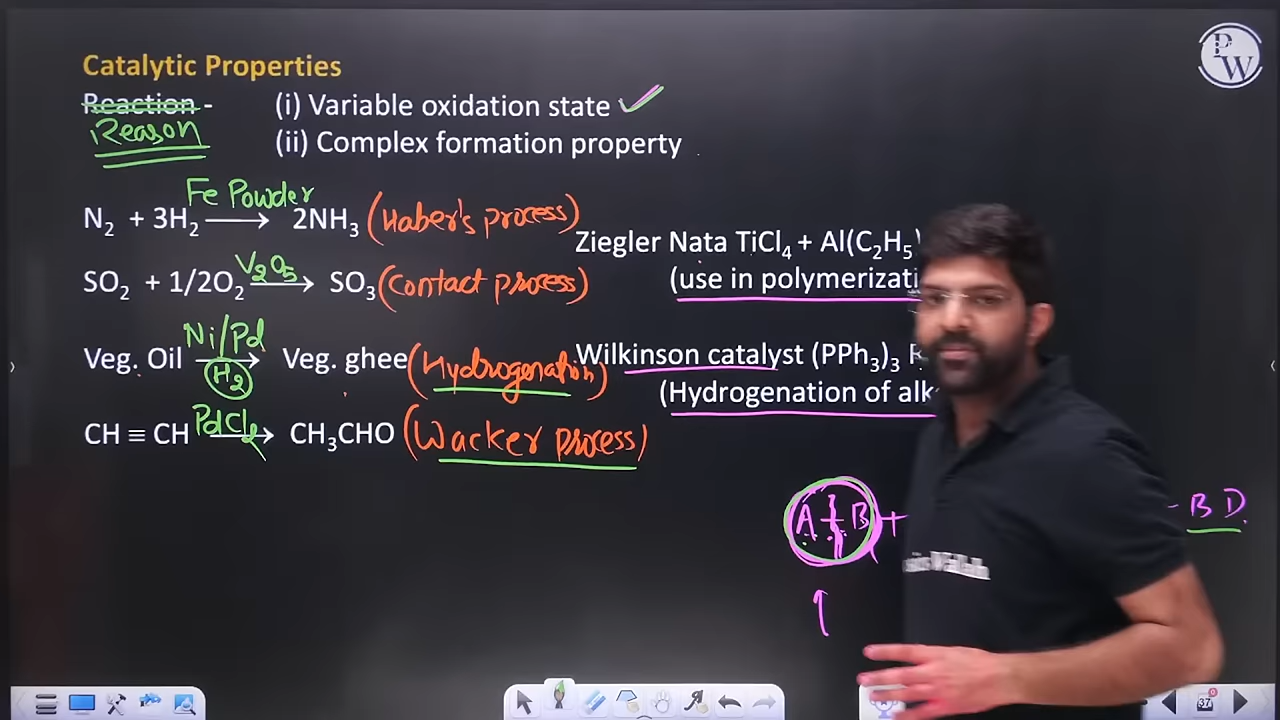 Catalytic Properties
Reaction - (i) Variable oxidation state
Reason (ii) Complex formation property
Fe Powder
N₂ + 3H₂ → 2NH₃ (Haber's process)
V₂O₅
SO₂ + 1/2O₂ → SO₃ (Contact process)
Ni/Pd
Veg. Oil → Veg. ghee (Hydrogenation)
H₂
CH ≡ CH PdCl₂ → CH₃CHO (Wacker process)
Ziegler Nata TiCl₄ + Al(C₂H₅)
(use in
Wilkinson catalyst (PPh₃)₃
(Hydrogenation of
A + B +
- B D
PW
37